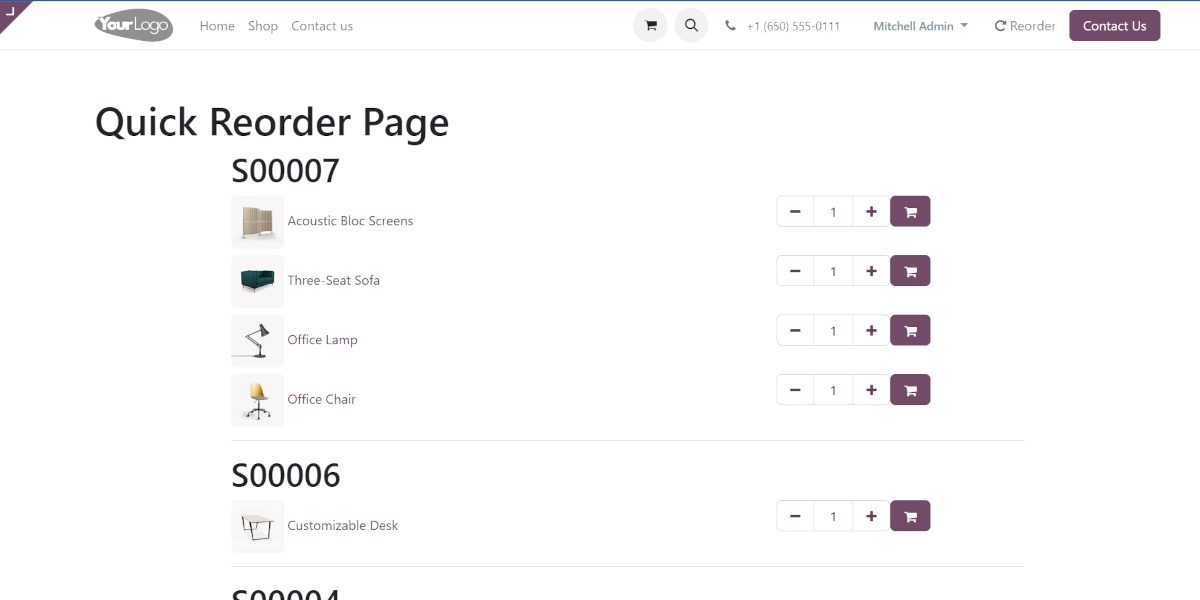 YourLogo Home Shop Contact us +1 (650) 555-0111 Mitchell Admin Reorder Contact Us
Quick Reorder Page
S00007
Acoustic Bloc Screens 1
Three-Seat Sofa 1
Office Lamp 1
Office Chair 1
S00006
Customizable Desk 1
S00004